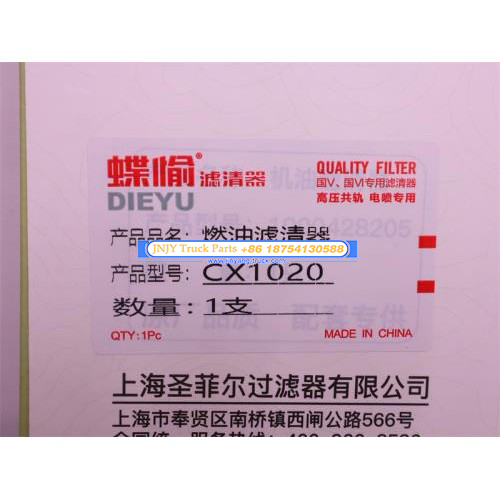 蝶愉® 滤清器
DIEYU
QUALITY FILTER
国Ⅴ、国Ⅵ专用滤清器
高压共轨 电喷专用
产品品名：燃油滤清器
JNJY Truck Parts +86 18754130588
产品型号：CX1020
数量：1支
QTY:1Pc
MADE IN CHINA
上海圣菲尔过滤器有限公司
上海市奉贤区南桥镇西闸公路566号